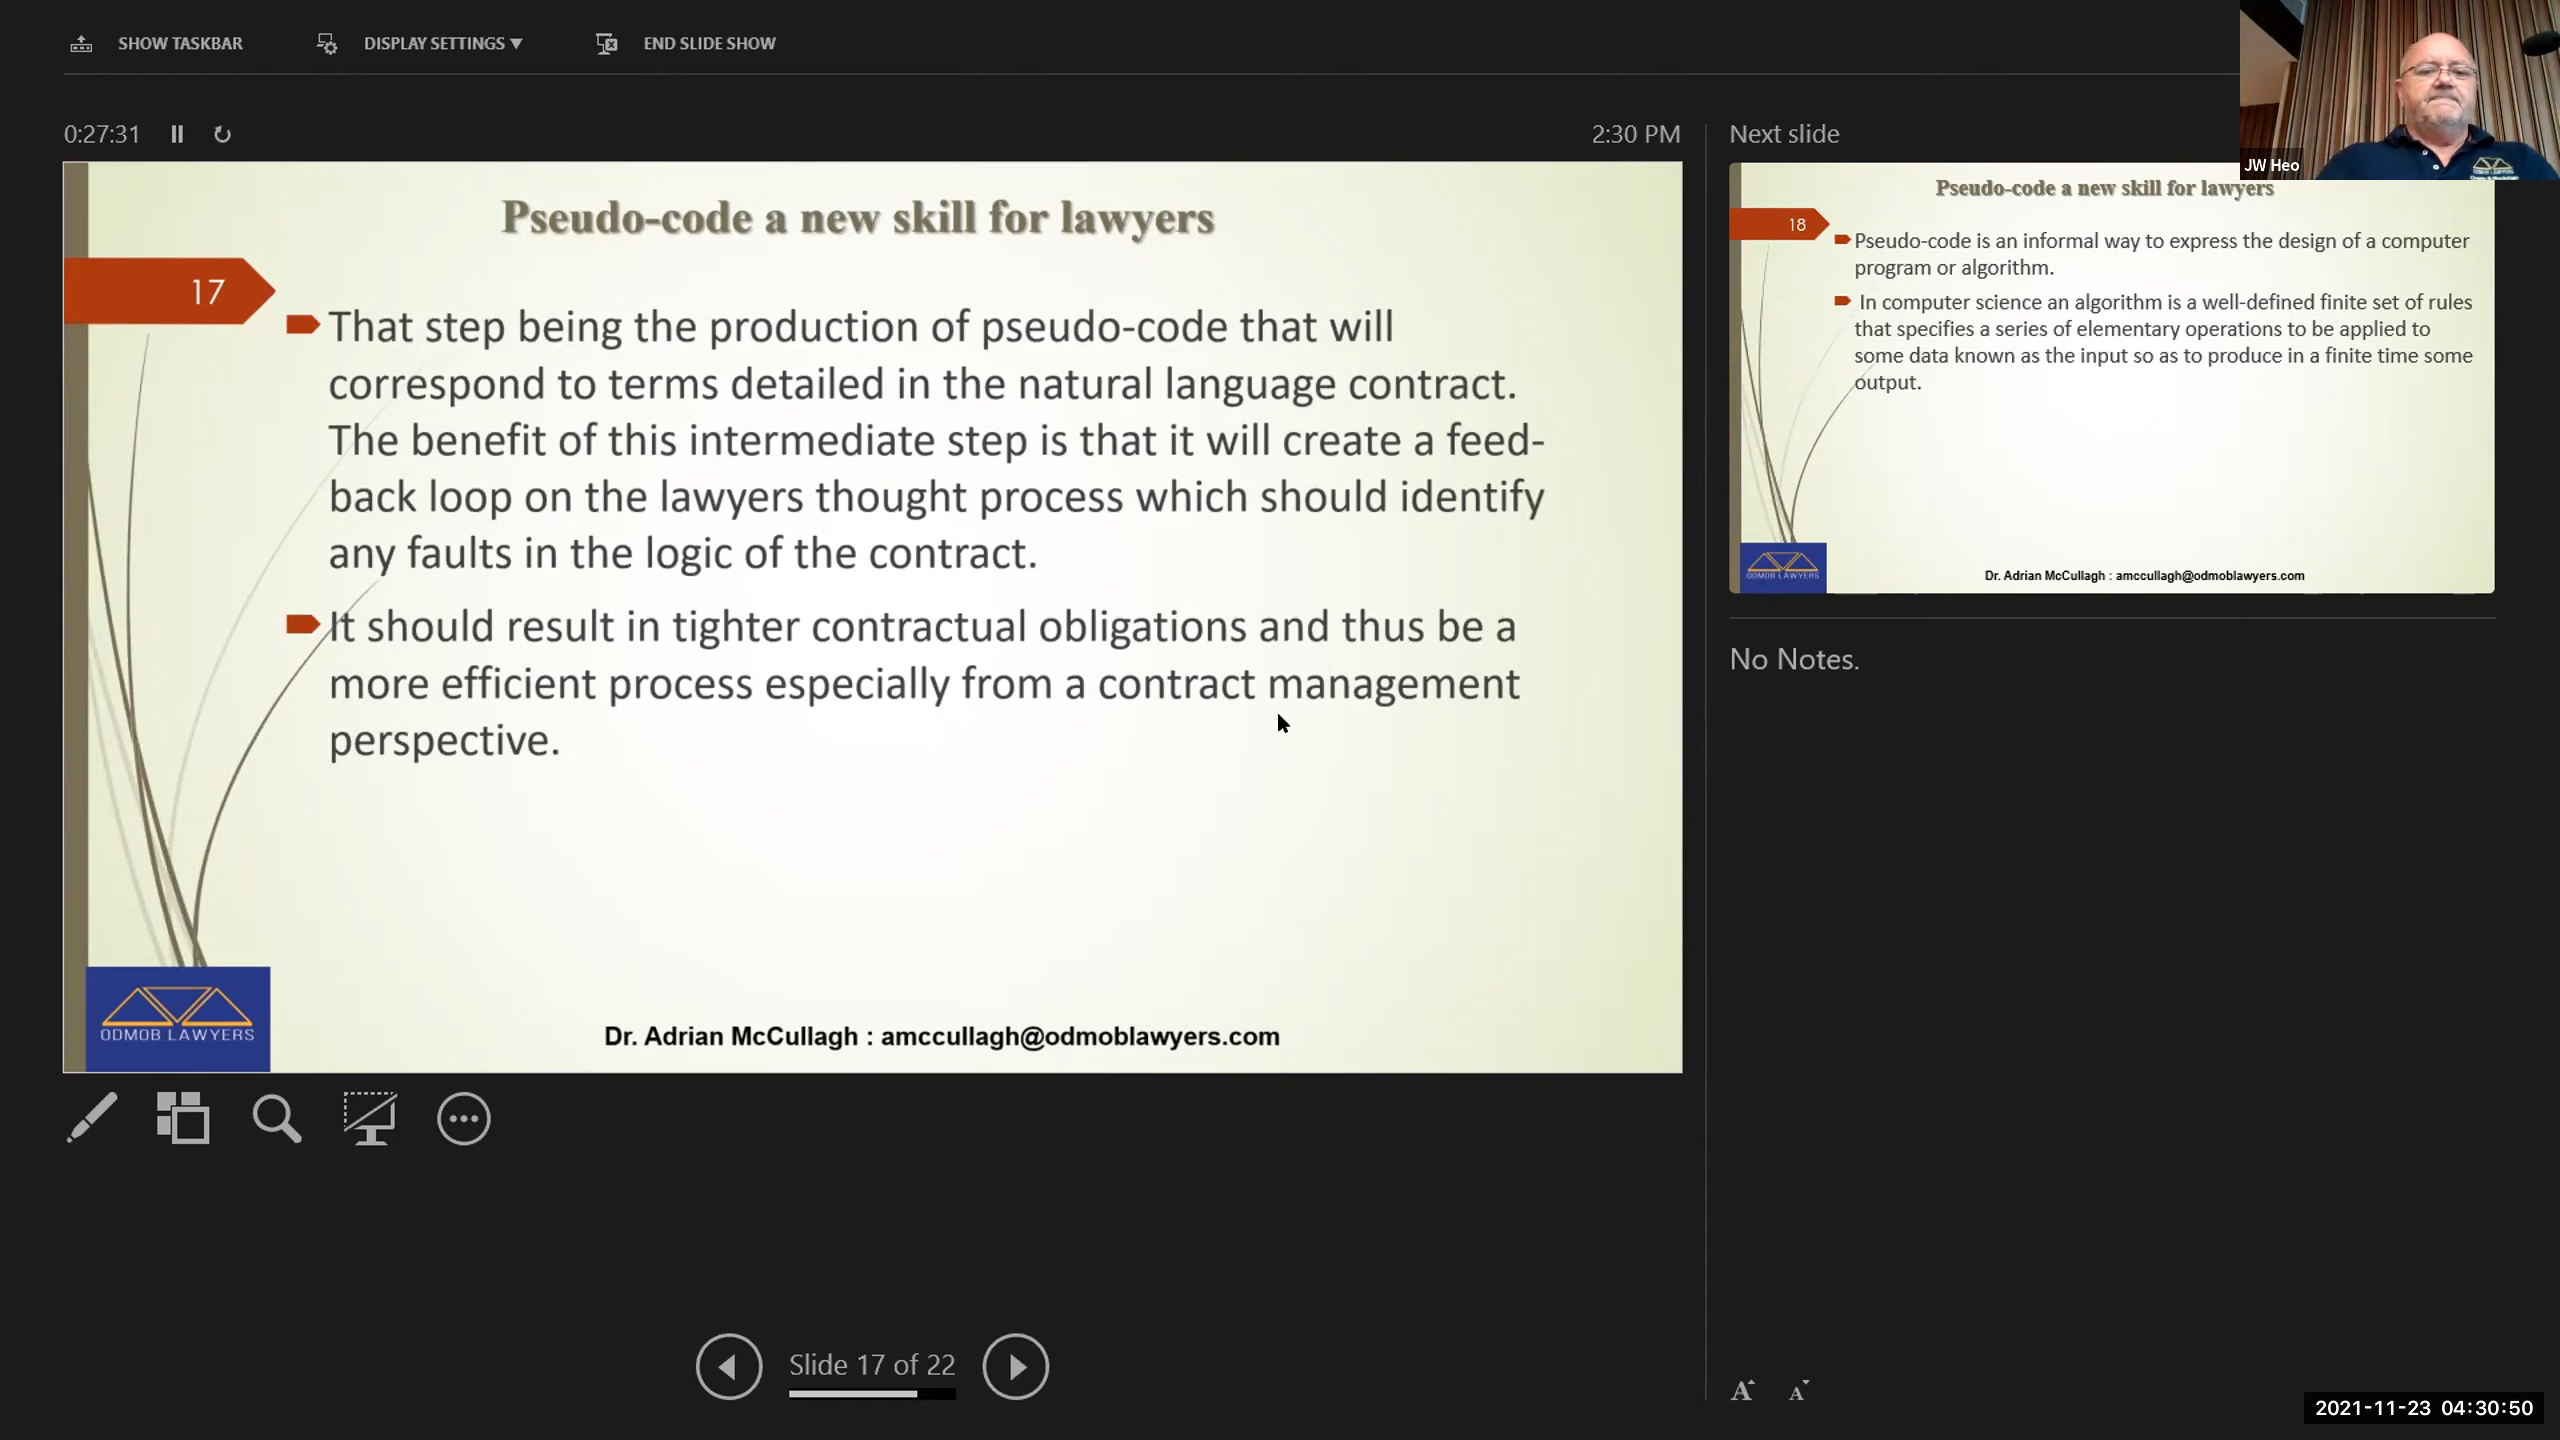 SHOW TASKBAR
DISPLAY SETTINGS ▼
END SLIDE SHOW
0:27:31
2:30 PM
Pseudo-code a new skill for lawyers
17
That step being the production of pseudo-code that will
correspond to terms detailed in the natural language contract.
The benefit of this intermediate step is that it will create a feed-
back loop on the lawyers thought process which should identify
any faults in the logic of the contract.
It should result in tighter contractual obligations and thus be a
more efficient process especially from a contract management
perspective.
ODMOB LAWYERS
Dr. Adrian McCullagh : amccullagh@odmoblawyers.com
Slide 17 of 22
Next slide
JW Heo
Pseudo-code a new skill for lawyers
18
Pseudo-code is an informal way to express the design of a computer
program or algorithm.
In computer science an algorithm is a well-defined finite set of rules
that specifies a series of elementary operations to be applied to
some data known as the input so as to produce in a finite time some
output.
ODMOB LAWYERS
Dr. Adrian McCullagh : amccullagh@odmoblawyers.com
No Notes.
A A
2021-11-23 04:30:50